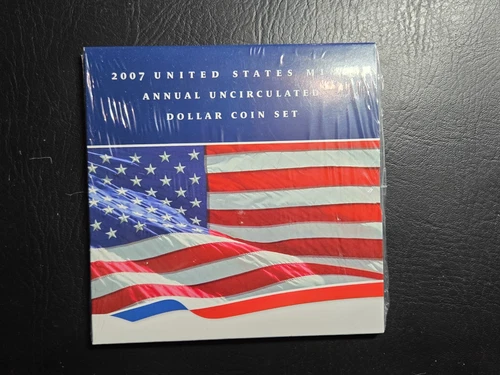 2007 UNITED STATES M
ANNUAL UNCIRCULATED
DOLLAR COIN SET